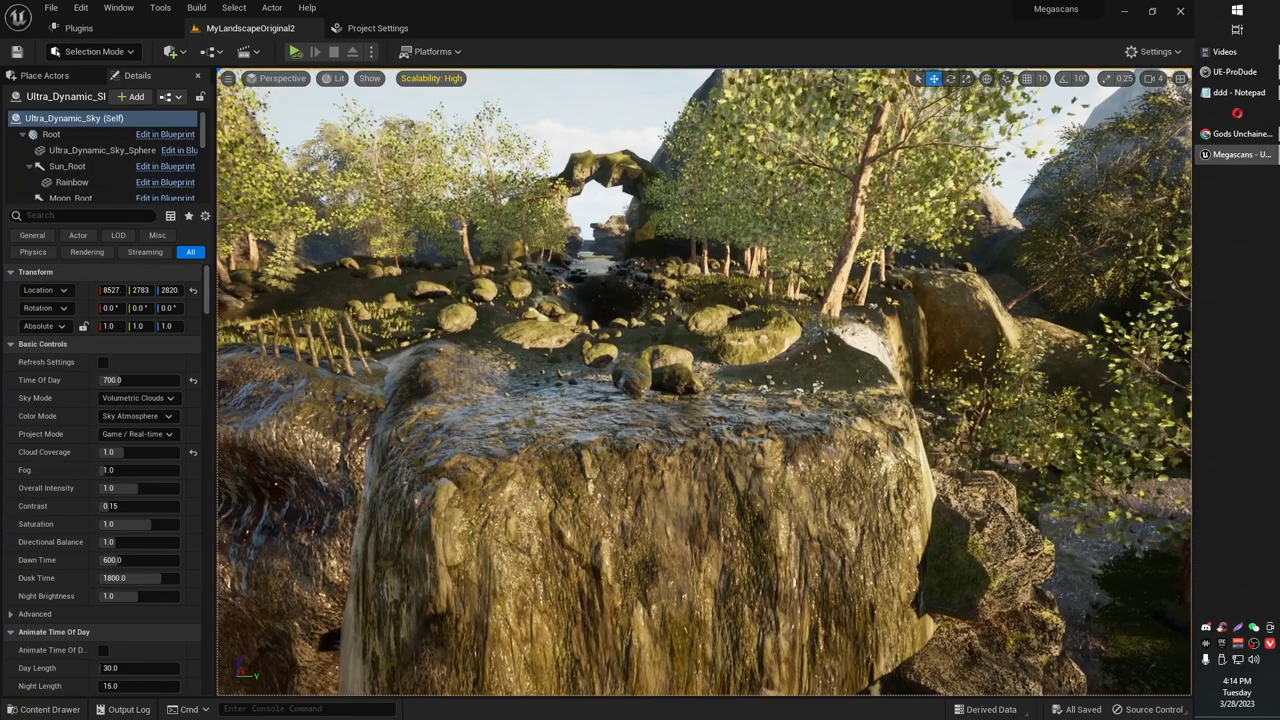 File Edit Window Tools Build Select Actor Help
Megascans
Plugins
MyLandscapeOriginal2
Project Settings
Selection Mode
Platforms
Settings
Place Actors
Details
Ultra_Dynamic_Sl
Add
Ultra_Dynamic_Sky (Self)
Root Edit in Blueprint
Ultra_Dynamic_Sky_Sphere Edit in Blu
Sun_Root Edit in Blueprint
Rainbow Edit in Blueprint
Moon_Root Edit in Blueprint
Search
General Actor LOD Misc
Physics Rendering Streaming All
Transform
Location 8527. 2783 2820.
Rotation 0.0 ° 0.0 ° 0.0 °
Absolute 1.0 1.0 1.0
Basic Controls
Refresh Settings
Time Of Day 700.0
Sky Mode Volumetric Clouds
Color Mode Sky Atmosphere
Project Mode Game / Real-time
Cloud Coverage 1.0
Fog 1.0
Overall Intensity 1.0
Contrast 0.15
Saturation 1.0
Directional Balance 1.0
Dawn Time 600.0
Dusk Time 1800.0
Night Brightness 1.0
Advanced
Animate Time Of Day
Animate Time Of D...
Day Length 30.0
Night Length 15.0
Perspective Lit Show Scalability: High
10 10° 0.25 4
Y
Content Drawer Output Log Cmd Enter Console Command
Derived Data All Saved Source Control
Videos
UE-ProDude
ddd - Notepad
Gods Unchaine...
Megascans - U...
4:14 PM
Tuesday
3/28/2023